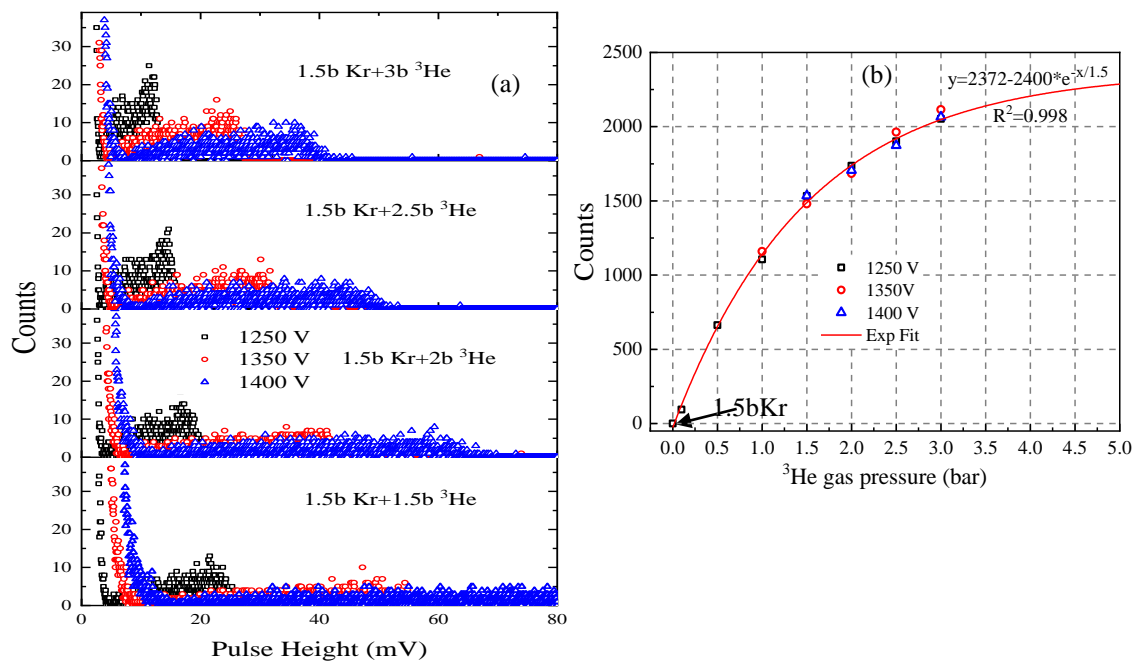 (a)
1.5b Kr+3b ³He
30
20
10
0
1.5b Kr+2.5b ³He
30
20
10
0
1250 V
1350 V
1400 V
1.5b Kr+2b ³He
30
20
10
0
1.5b Kr+1.5b ³He
30
20
10
0
0 20 40 60 80
Counts
Pulse Height (mV)
(b)
y=2372-2400*e^-x/1.5
R²=0.998
2500
2000
1500
1000
500
0
Counts
1250 V
1350V
1400 V
Exp Fit
1.5bKr
0.0 0.5 1.0 1.5 2.0 2.5 3.0 3.5 4.0 4.5 5.0
³He gas pressure (bar)